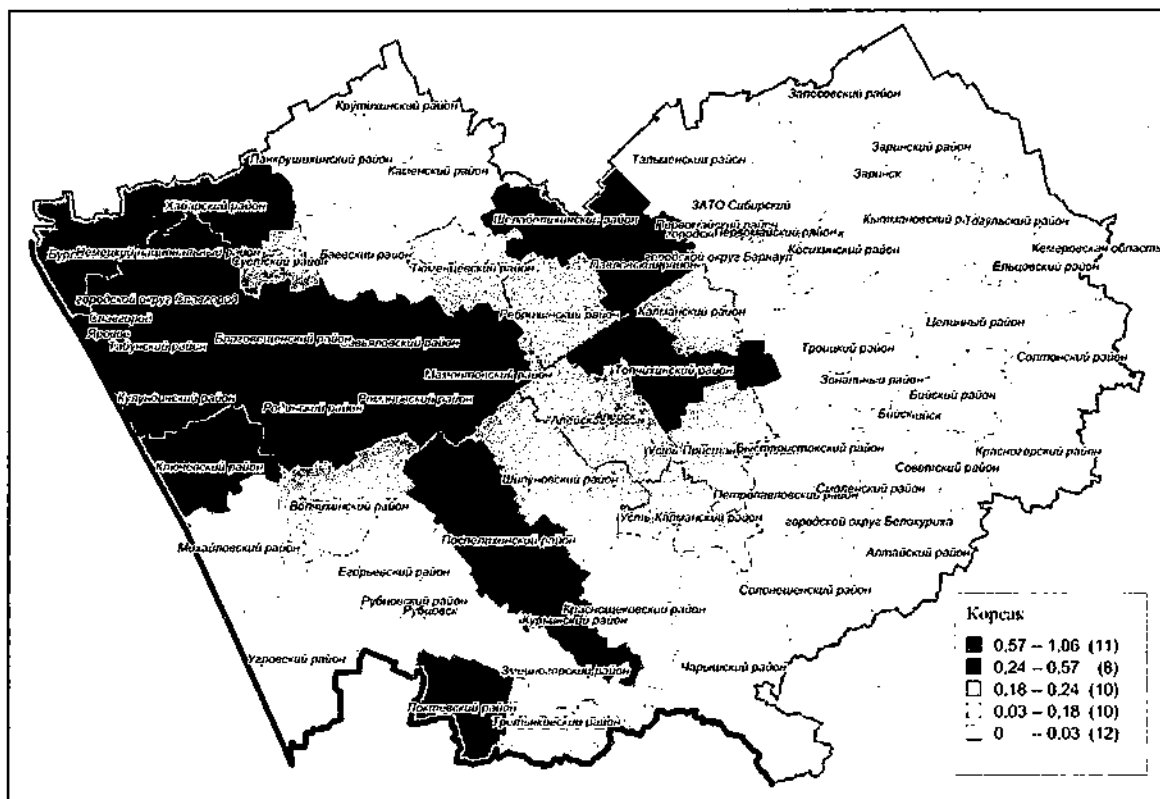 Крутихинский район
Залесовский район
Панкрушихинский район
Каменский район
Тальменский район
Заринский район
Заринск
Хабарский район
Шелаболихинский район
ЗАТО Сибирский
Первомайский район
Первомайский район
Кытмановский р
Тогульский район
Кемеровская область
Косихинский район
Ельцовский район
Немецкий национальный район
Суетский район
Баевский район
Тюменцевский район
Павловский район
городской округ Барнаул
городской округ Славгород
Славгород
Яровое
Табунский район
Благовещенский район
Завьяловский район
Ребрихинский район
Калманский район
Целинный район
Троицкий район
Солтонский район
Мамонтовский район
Топчихинский район
Зональный район
Бийский район
Бийск
Кулундинский район
Родинский район
Романовский район
Алейский район
Алейск
Усть-Пристан
Быстроистокский район
Красногорский район
Ключевский район
Советский район
Шипуновский район
Смоленский район
Петропавловский район
Волчихинский район
Усть-Калманский район
городской округ Белокуриха
Михайловский район
Поспелихинский район
Алтайский район
Егорьевский район
Солонешенский район
Рубцовский район
Рубцовск
Краснощековский район
Курьинский район
Угловский район
Змеиногорский район
Чарышский район
Локтевский район
Третьяковский район
Корсак
0,57 – 1,06 (11)
0,24 – 0,57 (8)
0,18 – 0,24 (10)
0,03 – 0,18 (10)
0 – 0,03 (12)